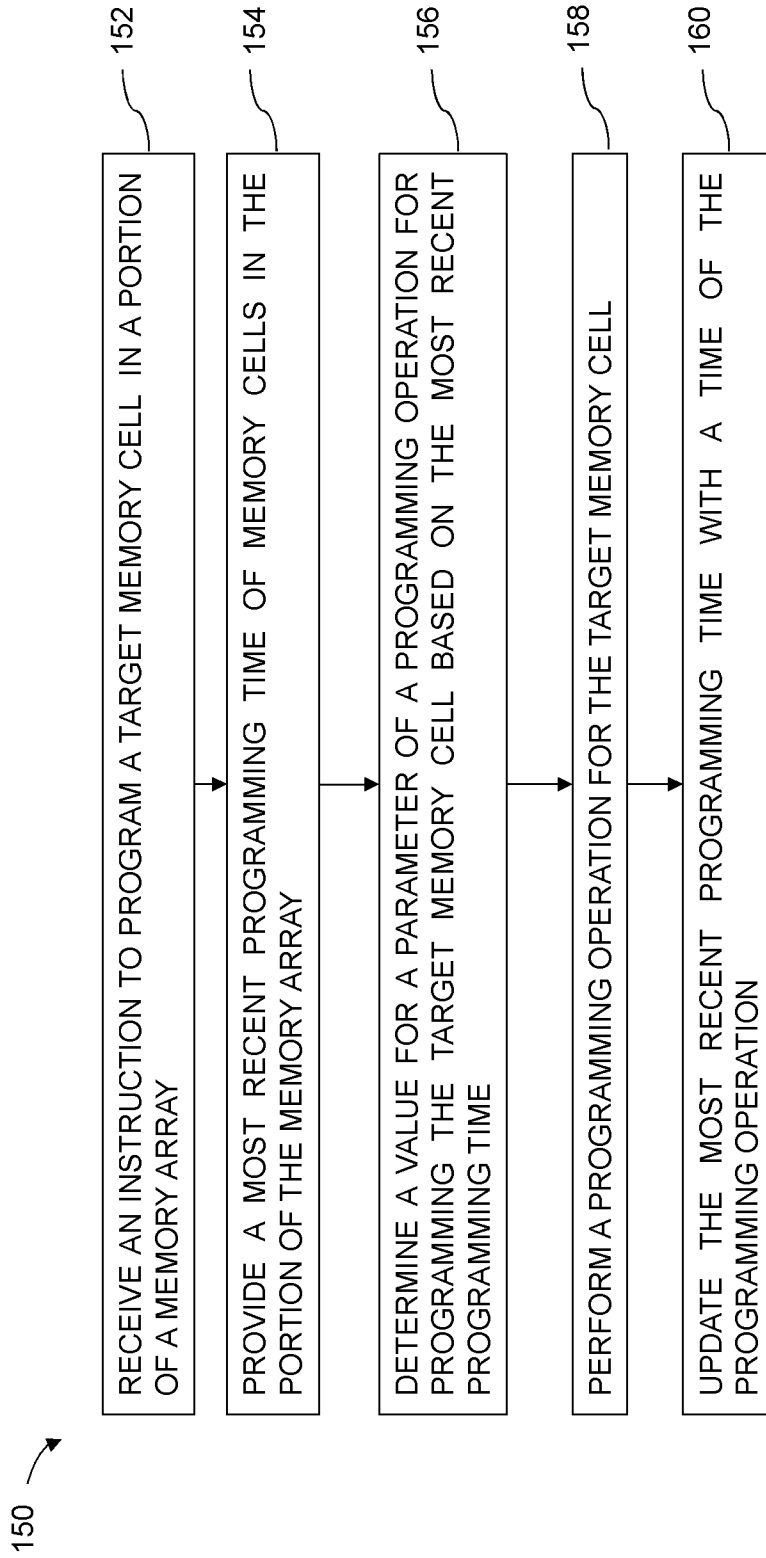 150
RECEIVE AN INSTRUCTION TO PROGRAM A TARGET MEMORY CELL IN A PORTION
OF A MEMORY ARRAY
152
PROVIDE A MOST RECENT PROGRAMMING TIME OF MEMORY CELLS IN THE
PORTION OF THE MEMORY ARRAY
154
DETERMINE A VALUE FOR A PARAMETER OF A PROGRAMMING OPERATION FOR
PROGRAMMING THE TARGET MEMORY CELL BASED ON THE MOST RECENT
PROGRAMMING TIME
156
PERFORM A PROGRAMMING OPERATION FOR THE TARGET MEMORY CELL
158
UPDATE THE MOST RECENT PROGRAMMING TIME WITH A TIME OF THE
PROGRAMMING OPERATION
160